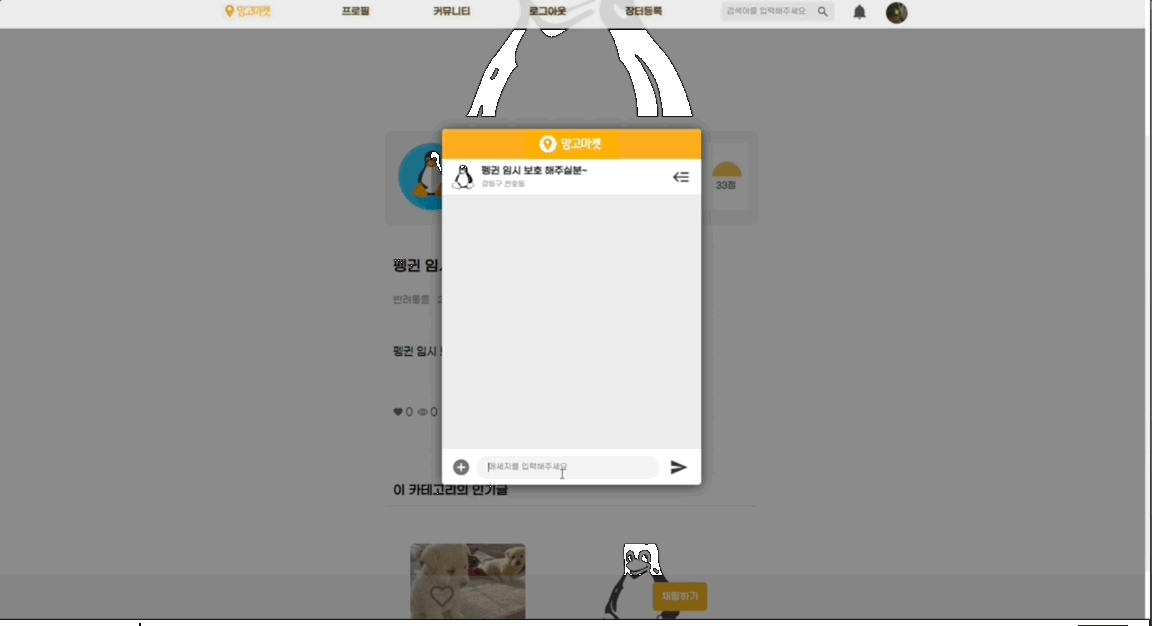 망고마켓 프로필 커뮤니티 로그아웃 장터등록 검색어를 입력해주세요
망고마켓
펭귄 임시 보호 해주실분~
강동구 천호동
33점
펭귄 임시
반려동물
펭귄 임시 보
0 0
메세지를 입력해주세요
이 카테고리의 인기글
채팅하기